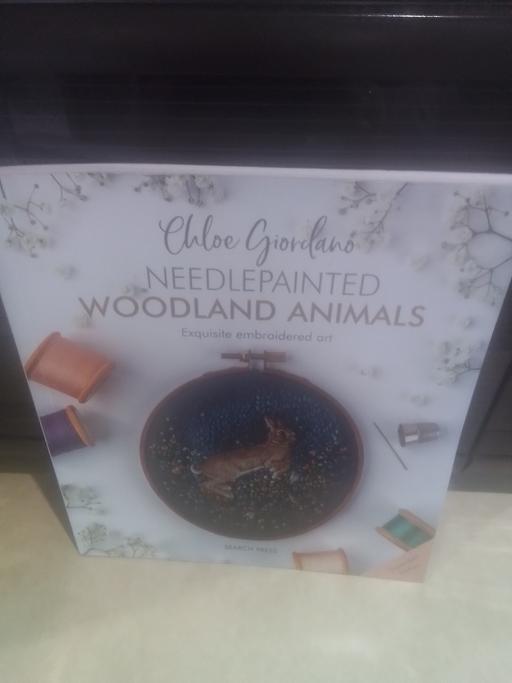 Chloe Giordano
NEEDLEPAINTED
WOODLAND ANIMALS
Exquisite embroidered art
SEARCH PRESS